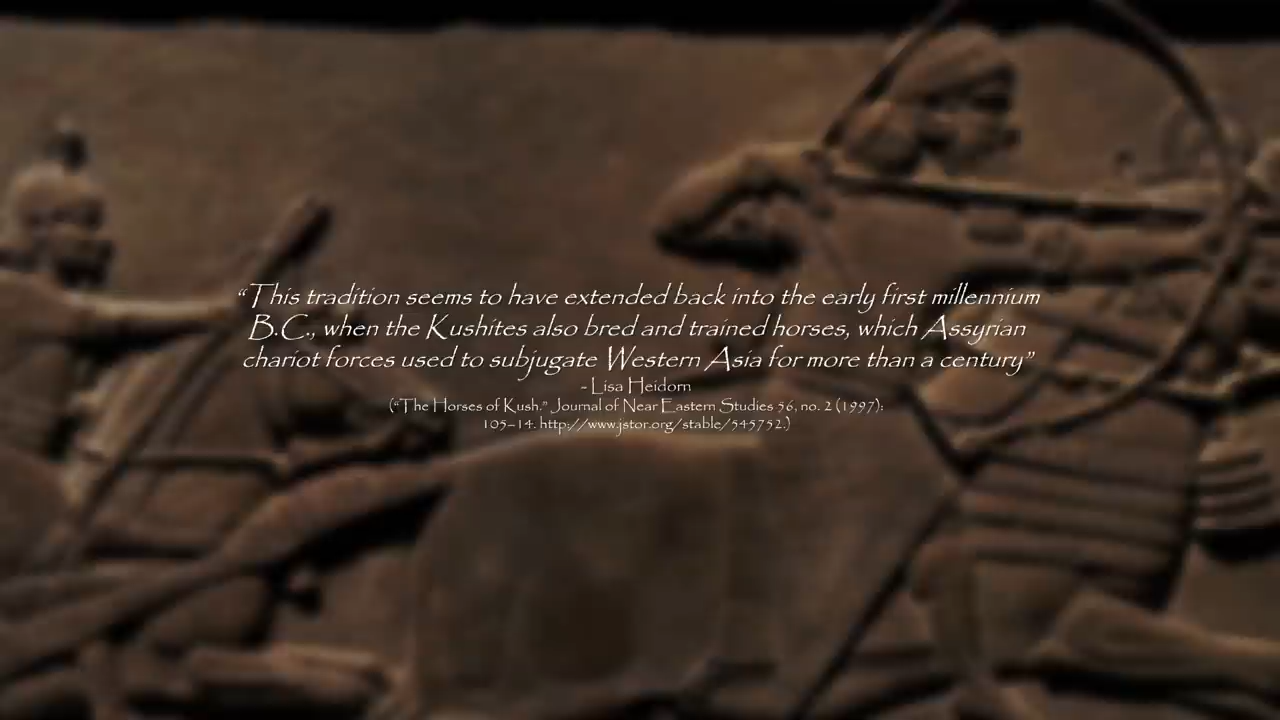 “This tradition seems to have extended back into the early first millennium
B.C., when the Kushites also bred and trained horses, which Assyrian
chariot forces used to subjugate Western Asia for more than a century”
- Lisa Heidorn
(“The Horses of Kush.” Journal of Near Eastern Studies 56, no. 2 (1997):
105–14. http://www.jstor.org/stable/545752.)